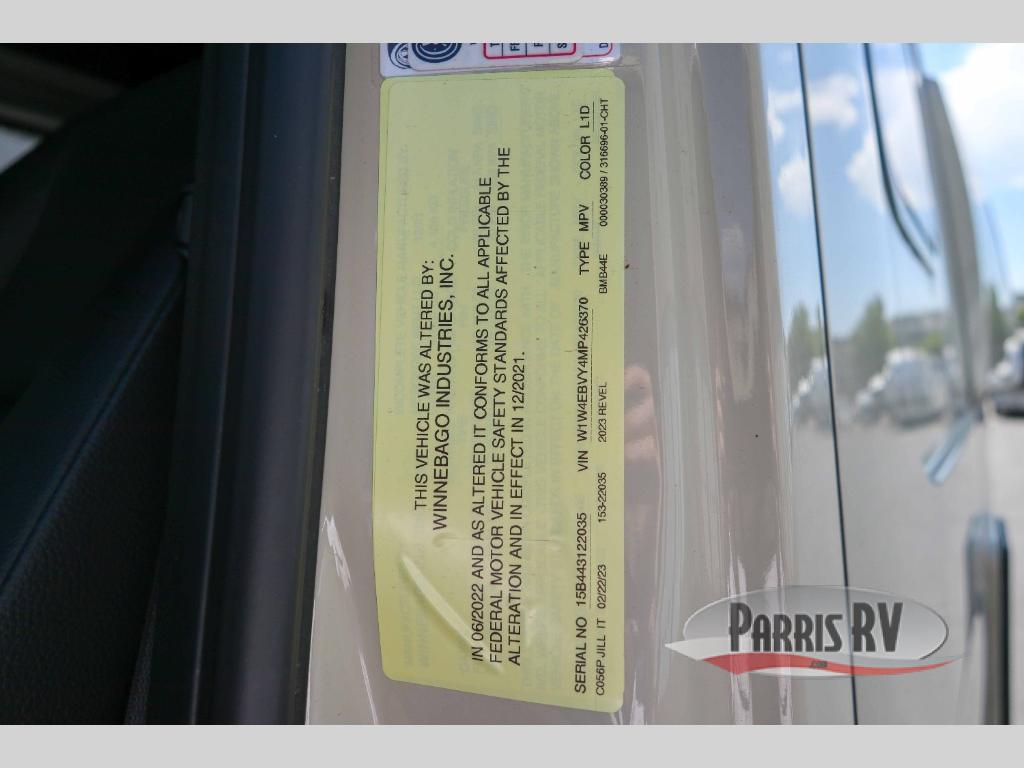 THIS VEHICLE WAS ALTERED BY:
WINNEBAGO INDUSTRIES, INC.
IN 06/2022 AND AS ALTERED IT CONFORMS TO ALL APPLICABLE
FEDERAL MOTOR VEHICLE SAFETY STANDARDS AFFECTED BY THE
ALTERATION AND IN EFFECT IN 12/2021.
SERIAL NO 15B443122035 VIN W1W4EBVY4MP426370 TYPE MPV COLOR L1D
C056P JILL IT 02/22/23 153-22035 2023 REVEL BMB44E 000030389 / 316696-01-CHT
PARRIS RV
.com